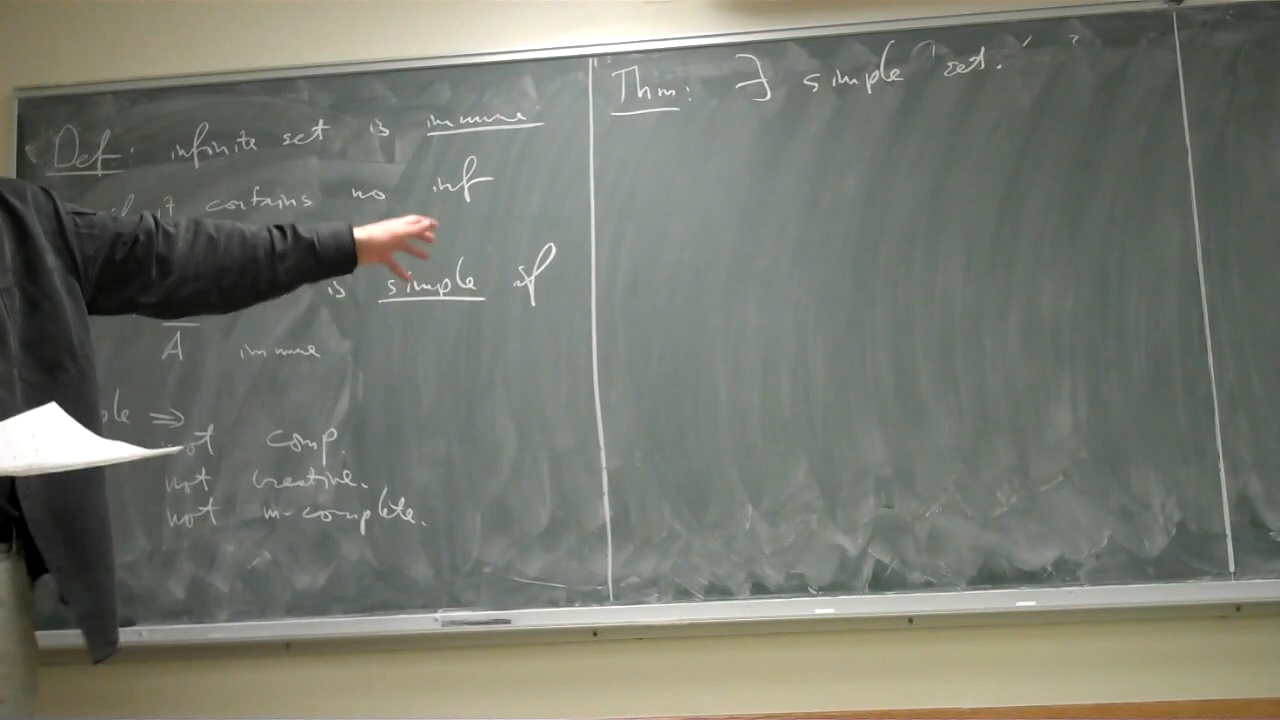 Def: infinite set is immune
if it contains no inf
is simple if
A̅ immune
⇒
not comp.
not creative.
not m-complete.
Thm: ∃ simple set.